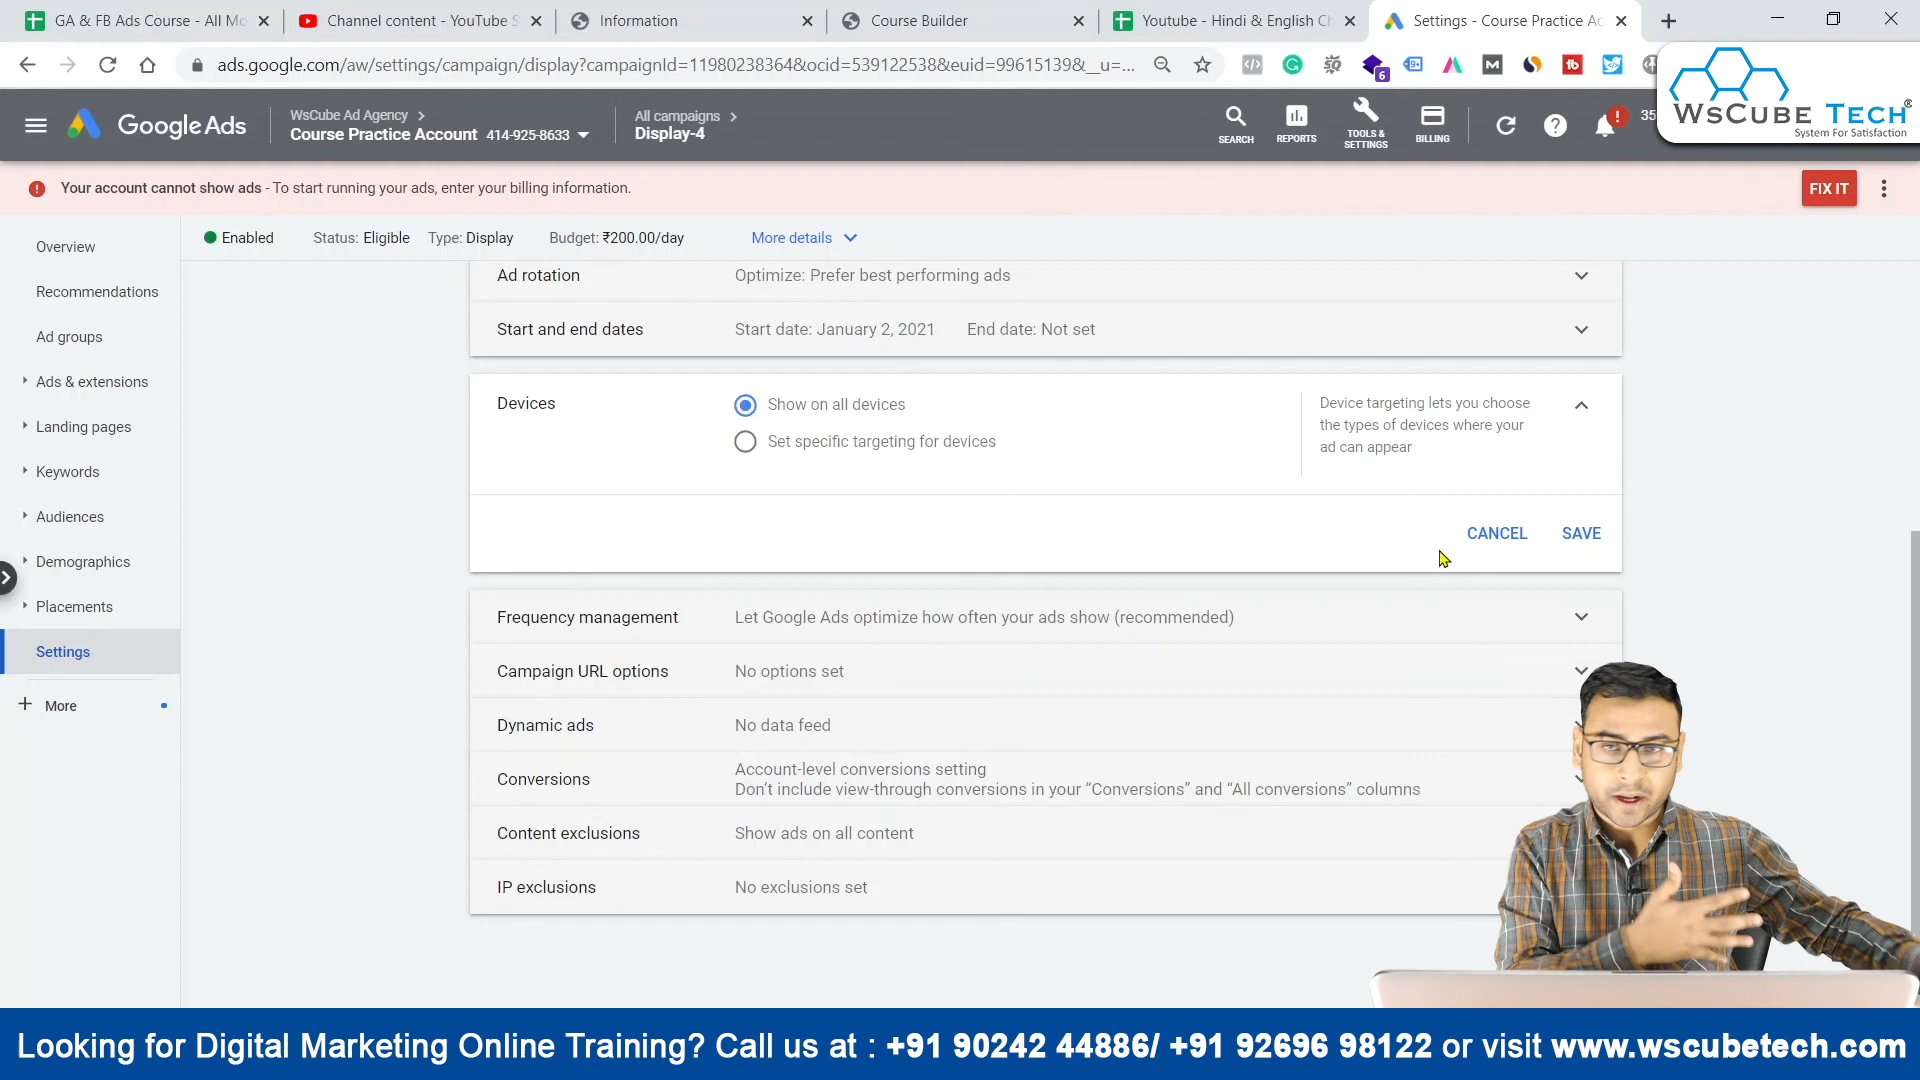 GA & FB Ads Course - All Mo
Channel content - YouTube S
Information
Course Builder
Youtube - Hindi & English Ch
Settings - Course Practice Ac
ads.google.com/aw/settings/campaign/display?campaignId=11980238364&ocid=539122538&euid=99615139&__u=...
6
WsCube Tech®
System For Satisfaction
Google Ads
WsCube Ad Agency
Course Practice Account 414-925-8633
All campaigns
Display-4
SEARCH
REPORTS
TOOLS & SETTINGS
BILLING
Your account cannot show ads - To start running your ads, enter your billing information.
FIX IT
Enabled Status: Eligible Type: Display Budget: ₹200.00/day More details
Overview
Recommendations
Ad groups
Ads & extensions
Landing pages
Keywords
Audiences
Demographics
Placements
Settings
More
Ad rotation Optimize: Prefer best performing ads
Start and end dates Start date: January 2, 2021 End date: Not set
Devices
Show on all devices
Set specific targeting for devices
Device targeting lets you choose
the types of devices where your
ad can appear
CANCEL SAVE
Frequency management Let Google Ads optimize how often your ads show (recommended)
Campaign URL options No options set
Dynamic ads No data feed
Conversions
Account-level conversions setting
Don't include view-through conversions in your “Conversions” and “All conversions” columns
Content exclusions Show ads on all content
IP exclusions No exclusions set
Looking for Digital Marketing Online Training? Call us at : +91 90242 44886/ +91 92696 98122 or visit www.wscubetech.com